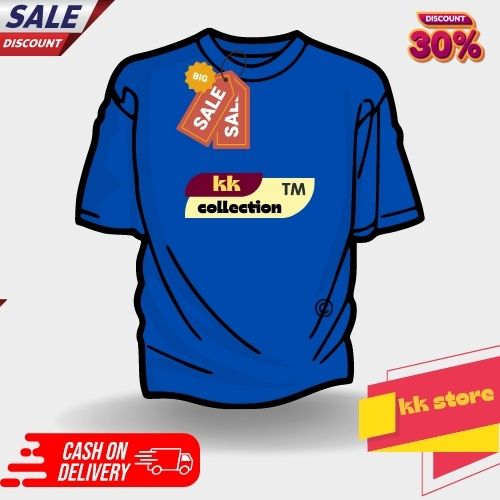 SALE
DISCOUNT
DISCOUNT
30%
BIG
SALE
SALE
kk
TM
collection
©
kk store
CASH ON
DELIVERY